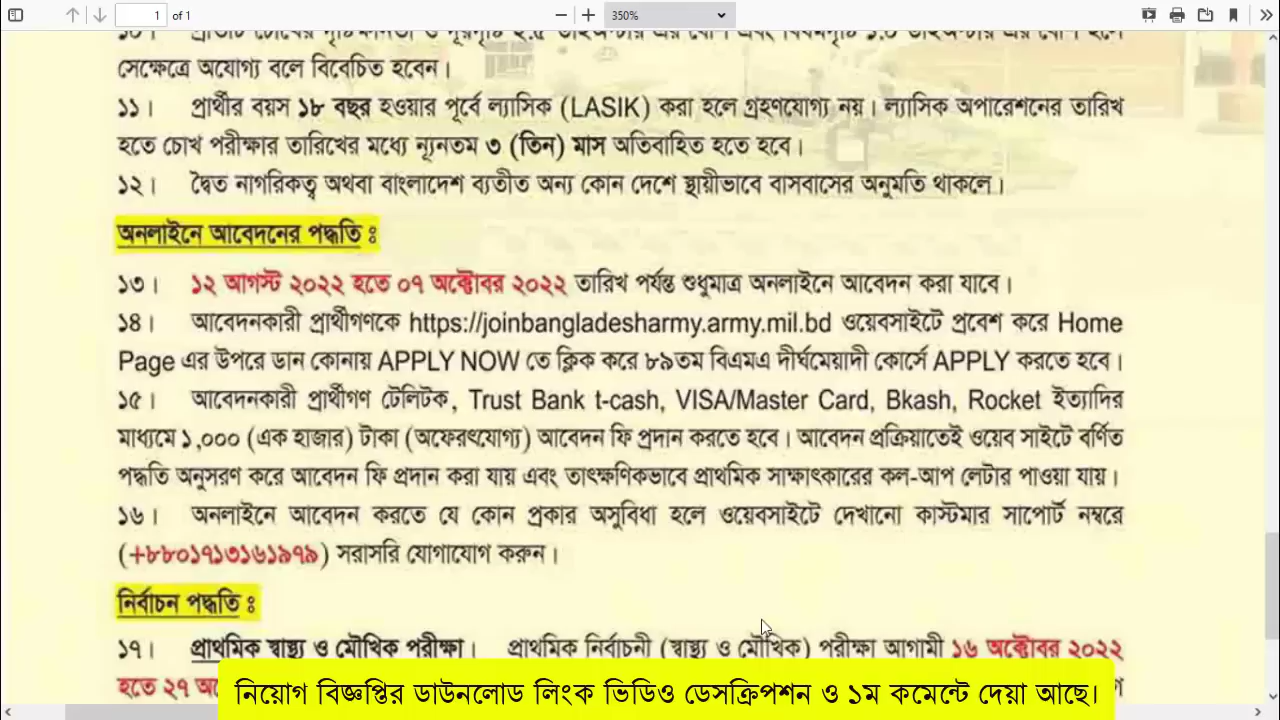 1 of 1 350%
সেক্ষেত্রে অযোগ্য বলে বিবেচিত হবেন।
১১। প্রার্থীর বয়স ১৮ বছর হওয়ার পূর্বে ল্যাসিক (LASIK) করা হলে গ্রহণযোগ্য নয়। ল্যাসিক অপারেশনের তারিখ
হতে চোখ পরীক্ষার তারিখের মধ্যে ন্যূনতম ৩ (তিন) মাস অতিবাহিত হতে হবে।
১২। দ্বৈত নাগরিকত্ব অথবা বাংলাদেশ ব্যতীত অন্য কোন দেশে স্থায়ীভাবে বাসবাসের অনুমতি থাকলে।
অনলাইনে আবেদনের পদ্ধতি ঃ
১৩। ১২ আগস্ট ২০২২ হতে ০৭ অক্টোবর ২০২২ তারিখ পর্যন্ত শুধুমাত্র অনলাইনে আবেদন করা যাবে।
১৪। আবেদনকারী প্রার্থীগণকে https://joinbangladesharmy.army.mil.bd ওয়েবসাইটে প্রবেশ করে Home
Page এর উপরে ডান কোনায় APPLY NOW তে ক্লিক করে ৮৯তম বিএমএ দীর্ঘমেয়াদী কোর্সে APPLY করতে হবে।
১৫। আবেদনকারী প্রার্থীগণ টেলিটক, Trust Bank t-cash, VISA/Master Card, Bkash, Rocket ইত্যাদির
মাধ্যমে ১,০০০ (এক হাজার) টাকা (অফেরৎযোগ্য) আবেদন ফি প্রদান করতে হবে। আবেদন প্রক্রিয়াতেই ওয়েব সাইটে বর্ণিত
পদ্ধতি অনুসরণ করে আবেদন ফি প্রদান করা যায় এবং তাৎক্ষণিকভাবে প্রাথমিক সাক্ষাৎকারের কল-আপ লেটার পাওয়া যায়।
১৬। অনলাইনে আবেদন করতে যে কোন প্রকার অসুবিধা হলে ওয়েবসাইটে দেখানো কাস্টমার সাপোর্ট নম্বরে
(+৮৮০১৭১৩১৬১৯৭৯) সরাসরি যোগাযোগ করুন।
নির্বাচন পদ্ধতি ঃ
১৭। প্রাথমিক স্বাস্থ্য ও মৌখিক পরীক্ষা। প্রাথমিক নির্বাচনী (স্বাস্থ্য ও মৌখিক) পরীক্ষা আগামী ১৬ অক্টোবর ২০২২
হতে ২৭
নিয়োগ বিজ্ঞপ্তির ডাউনলোড লিংক ভিডিও ডেসক্রিপশন ও ১ম কমেন্টে দেয়া আছে।